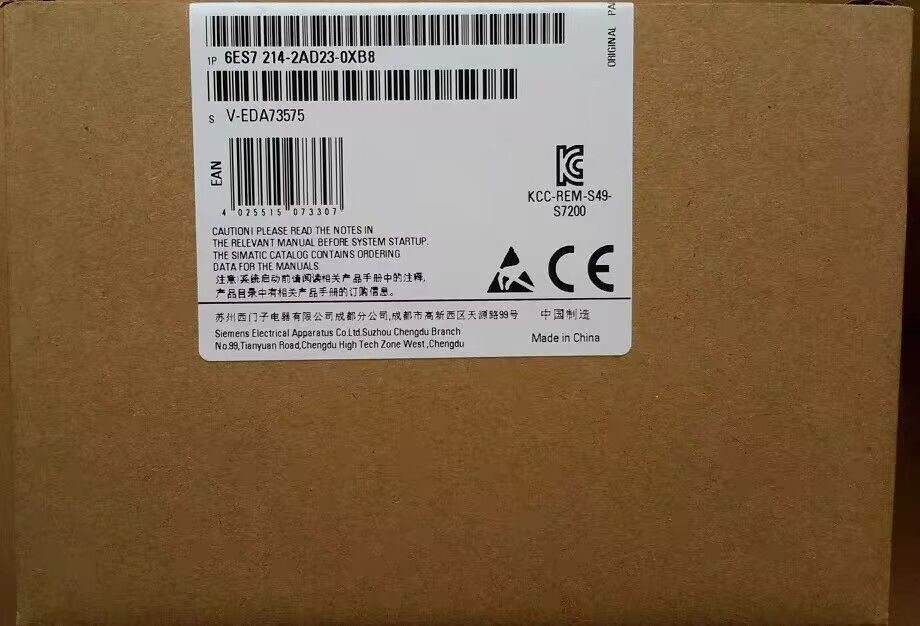 1P 6ES7 214-2AD23-0XB8
S V-EDA73575
EAN
4 025515 073307
ORIGINAL
KCC-REM-S49-
S7200
CAUTION! PLEASE READ THE NOTES IN
THE RELEVANT MANUAL BEFORE SYSTEM STARTUP.
THE SIMATIC CATALOG CONTAINS ORDERING
DATA FOR THE MANUALS
注意:系统启动前请阅读相关产品手册中的注释,
产品目录中有相关产品手册的订购信息。
CE
苏州西门子电器有限公司成都分公司,成都市高新西区天源路99号 中国制造
Siemens Electrical Apparatus Co.Ltd.Suzhou Chengdu Branch
No.99,Tianyuan Road,Chengdu High Tech Zone West,Chengdu
Made in China